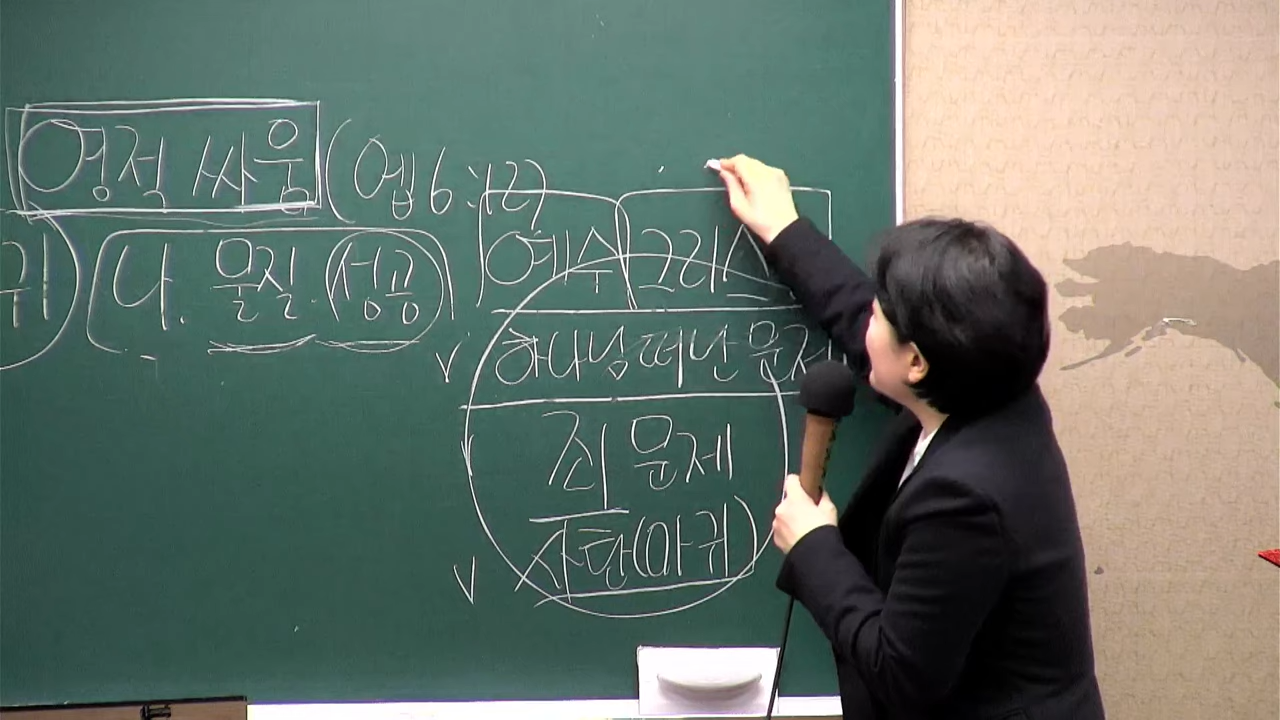 영적 싸움 (엡 6:12)
귀) 나. 물질. 성공
예수 그리스
하나님 떠난 문제
죄 문제
사탄(마귀)